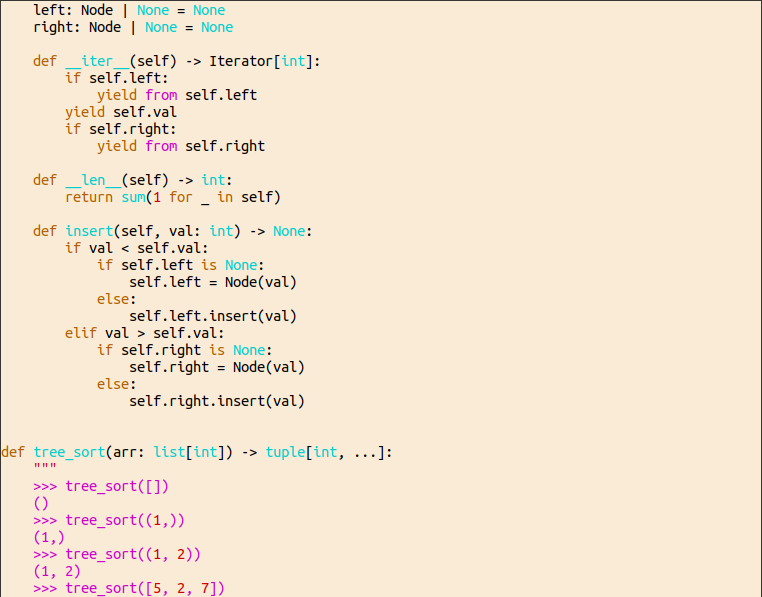 left: Node | None = None
    right: Node | None = None

    def __iter__(self) -> Iterator[int]:
        if self.left:
            yield from self.left
        yield self.val
        if self.right:
            yield from self.right

    def __len__(self) -> int:
        return sum(1 for _ in self)

    def insert(self, val: int) -> None:
        if val < self.val:
            if self.left is None:
                self.left = Node(val)
            else:
                self.left.insert(val)
        elif val > self.val:
            if self.right is None:
                self.right = Node(val)
            else:
                self.right.insert(val)


def tree_sort(arr: list[int]) -> tuple[int, ...]:
    """
    >>> tree_sort([])
    ()
    >>> tree_sort((1,))
    (1,)
    >>> tree_sort((1, 2))
    (1, 2)
    >>> tree_sort([5, 2, 7])